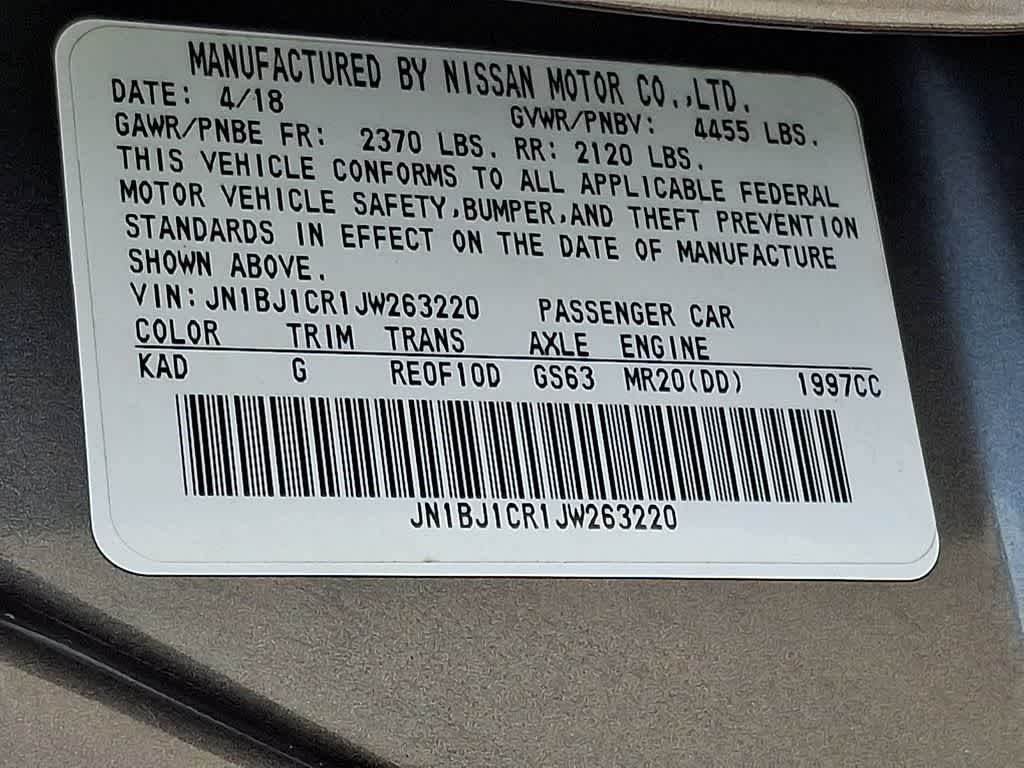 MANUFACTURED BY NISSAN MOTOR CO.,LTD.
DATE: 4/18 GVWR/PNBV: 4455 LBS.
GAWR/PNBE FR: 2370 LBS. RR: 2120 LBS.
THIS VEHICLE CONFORMS TO ALL APPLICABLE FEDERAL
MOTOR VEHICLE SAFETY,BUMPER,AND THEFT PREVENTION
STANDARDS IN EFFECT ON THE DATE OF MANUFACTURE
SHOWN ABOVE.
VIN:JN1BJ1CR1JW263220 PASSENGER CAR
COLOR TRIM TRANS AXLE ENGINE
KAD G RE0F10D GS63 MR20(DD) 1997CC
JN1BJ1CR1JW263220